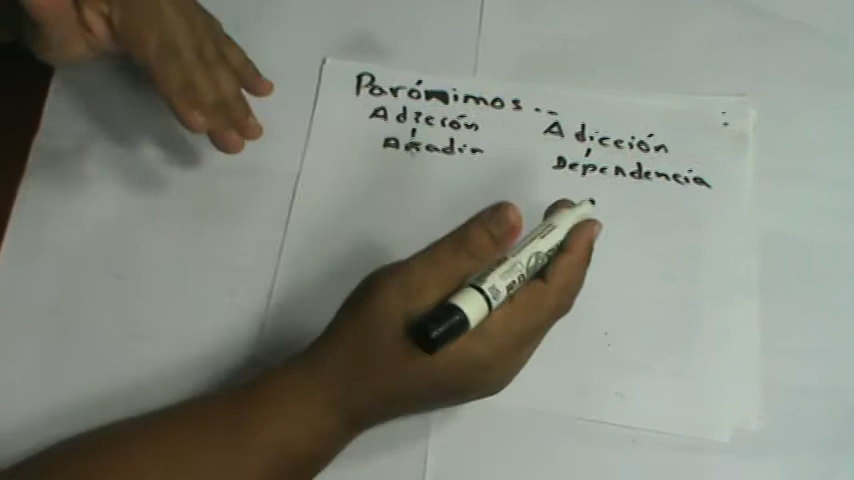 Parónimos..
Adición
Añadir
Adicción
Dependencia